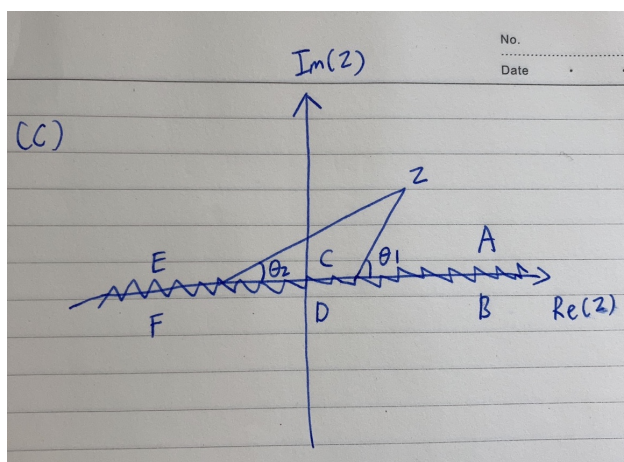 No.
Im(z)
Date
(C)
z
E θ2 C θ1 A
F D B Re(z)